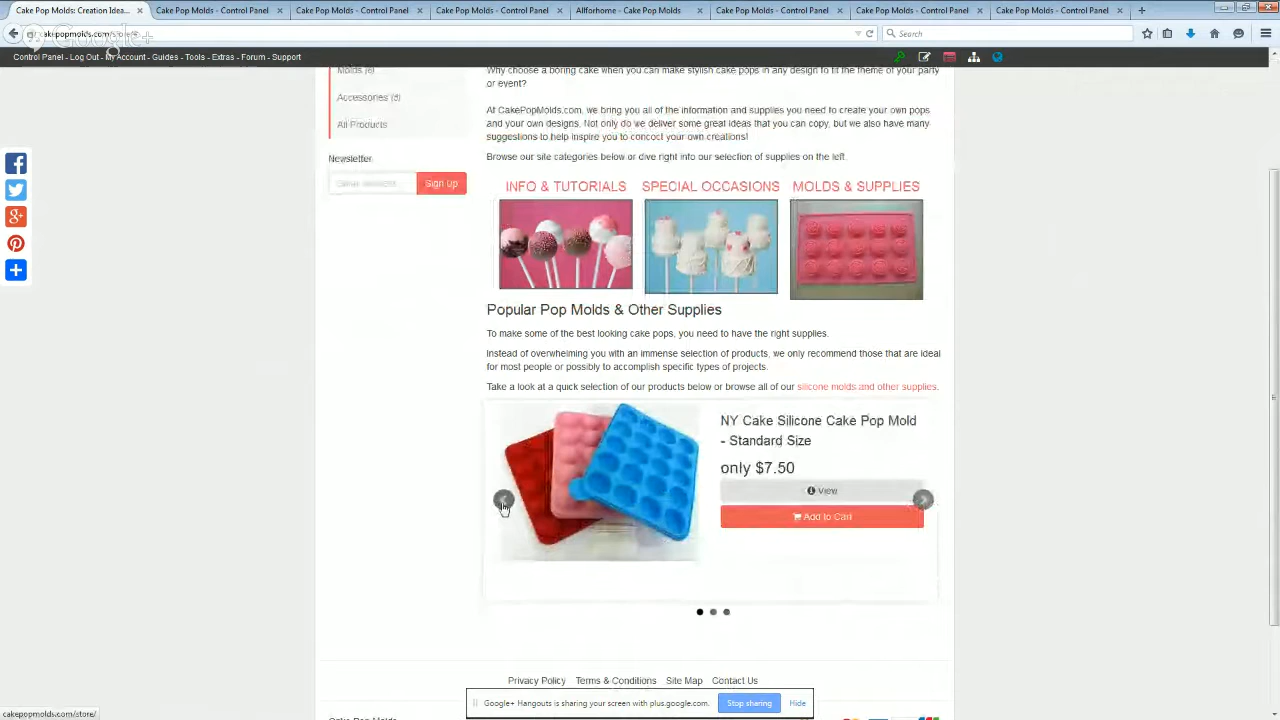 Cake Pop Molds: Creation Idea...
Cake Pop Molds - Control Panel
Cake Pop Molds - Control Panel
Cake Pop Molds - Control Panel
Allforhome - Cake Pop Molds
Cake Pop Molds - Control Panel
Cake Pop Molds - Control Panel
Cake Pop Molds - Control Panel
Google+
Search
Control Panel - Log Out - My Account - Guides - Tools - Extras - Forum - Support
Molds (6)
Accessories (8)
All Products
Newsletter
Sign Up
Why choose a boring cake when you can make stylish cake pops in any design to fit the theme of your party
or event?
At CakePopMolds.com, we bring you all of the information and supplies you need to create your own pops
and your own designs. Not only do we deliver some great ideas that you can copy, but we also have many
suggestions to help inspire you to concoct your own creations!
Browse our site categories below or dive right into our selection of supplies on the left.
INFO & TUTORIALS
SPECIAL OCCASIONS
MOLDS & SUPPLIES
Popular Pop Molds & Other Supplies
To make some of the best looking cake pops, you need to have the right supplies.
Instead of overwhelming you with an immense selection of products, we only recommend those that are ideal
for most people or possibly to accomplish specific types of projects.
Take a look at a quick selection of our products below or browse all of our silicone molds and other supplies.
NY Cake Silicone Cake Pop Mold
- Standard Size
only $7.50
View
Add to Cart
Privacy Policy Terms & Conditions Site Map Contact Us
Google+ Hangouts is sharing your screen with plus.google.com.
Stop sharing
Hide
cakepopmolds.com/store/
Cake Pop Molds